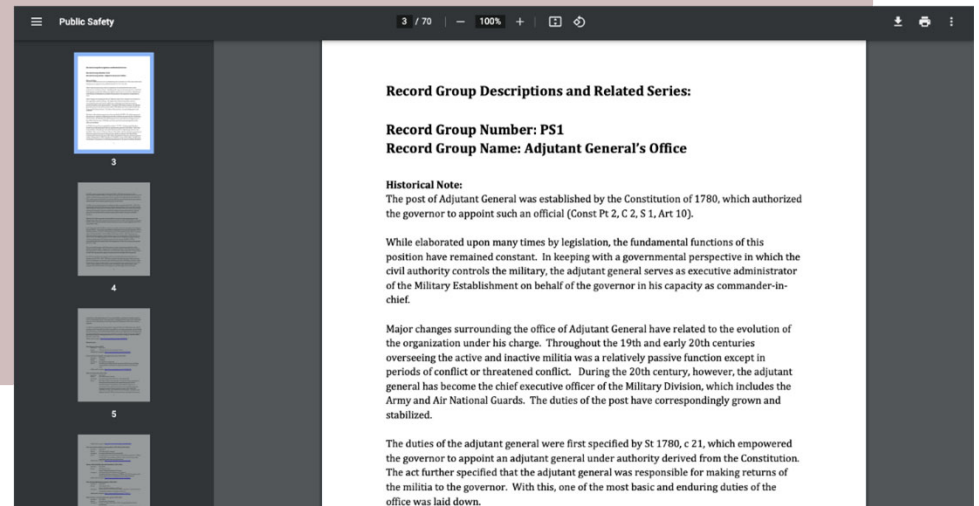 Public Safety
3 / 70
100%
3
4
5
Record Group Descriptions and Related Series:
Record Group Number: PS1
Record Group Name: Adjutant General's Office
Historical Note:
The post of Adjutant General was established by the Constitution of 1780, which authorized
the governor to appoint such an official (Const Pt 2, C 2, S 1, Art 10).
While elaborated upon many times by legislation, the fundamental functions of this
position have remained constant.  In keeping with a governmental perspective in which the
civil authority controls the military, the adjutant general serves as executive administrator
of the Military Establishment on behalf of the governor in his capacity as commander-in-
chief.
Major changes surrounding the office of Adjutant General have related to the evolution of
the organization under his charge.  Throughout the 19th and early 20th centuries
overseeing the active and inactive militia was a relatively passive function except in
periods of conflict or threatened conflict.   During the 20th century, however, the adjutant
general has become the chief executive officer of the Military Division, which includes the
Army and Air National Guards.  The duties of the post have correspondingly grown and
stabilized.
The duties of the adjutant general were first specified by St 1780, c 21, which empowered
the governor to appoint an adjutant general under authority derived from the Constitution.
The act further specified that the adjutant general was responsible for making returns of
the militia to the governor.  With this, one of the most basic and enduring duties of the
office was laid down.